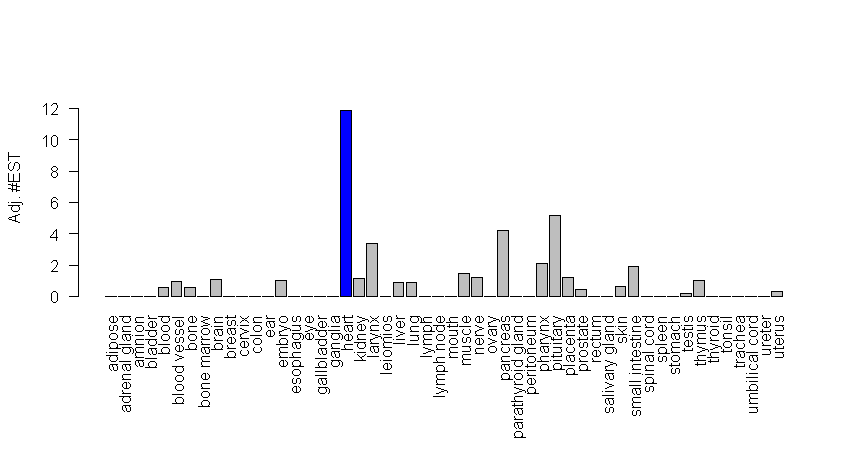 Adj. #EST
12
10
8
6
4
2
0
adipose
adrenal gland
amnion
bladder
blood
blood vessel
bone
bone marrow
brain
breast
cervix
colon
ear
embryo
esophagus
eye
gallbladder
ganglia
heart
kidney
larynx
leiomios
liver
lung
lymph
lymph node
mouth
muscle
nerve
ovary
pancreas
parathyroid gland
peritoneum
pharynx
pituitary
placenta
prostate
rectum
salivary gland
skin
small intestine
spinal cord
spleen
stomach
testis
thymus
thyroid
tonsil
trachea
umbilical cord
ureter
uterus